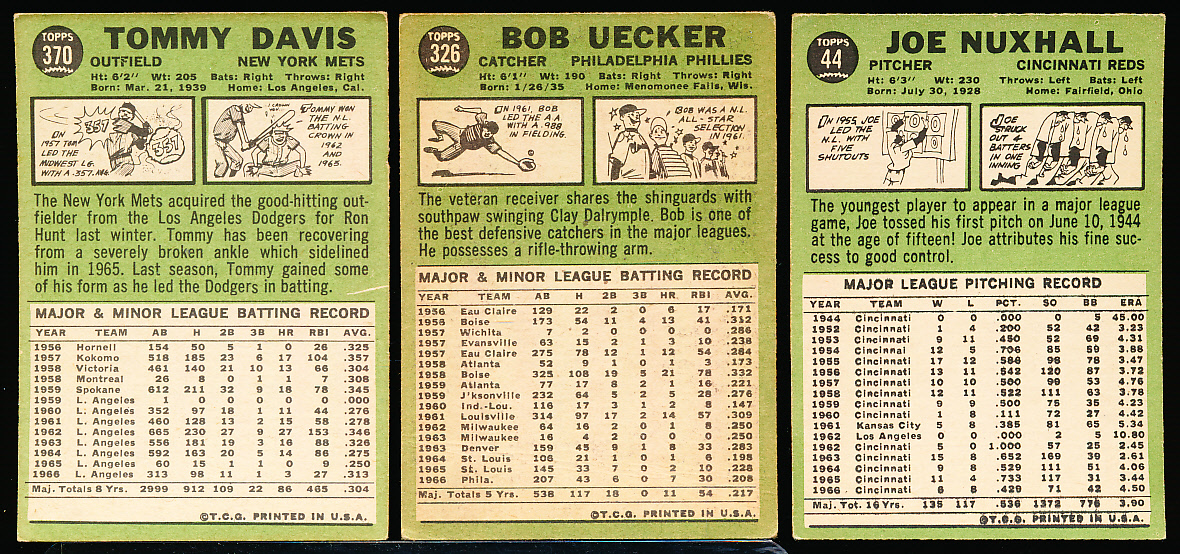 TOPPS
370
TOMMY DAVIS
OUTFIELD NEW YORK METS
Ht: 6'2" Wt: 205 Bats: Right Throws: Right
Born: Mar. 21, 1939 Home: Los Angeles, Cal.
IN
1957 TOM
LED THE
MIDWEST LG.
WITH A .357
357
357
TOMMY WON
THE N.L.
BATTING
CROWN IN
1962
AND
1963.
The New York Mets acquired the good-hitting out-
fielder from the Los Angeles Dodgers for Ron
Hunt last winter. Tommy has been recovering
from a severely broken ankle which sidelined
him in 1965. Last season, Tommy gained some
of his form as he led the Dodgers in batting.
MAJOR & MINOR LEAGUE BATTING RECORD
YEAR TEAM AB H 2B 3B HR RBI AVG.
1956 Hornell 154 50 5 1 0 26 .325
1957 Kokomo 518 185 23 6 17 104 .357
1958 Victoria 461 140 21 10 13 66 .304
1958 Montreal 26 8 0 1 1 7 .308
1959 Spokane 612 211 32 9 18 78 .345
1959 L. Angeles 1 0 0 0 0 0 .000
1960 L. Angeles 352 97 18 1 11 44 .276
1961 L. Angeles 460 128 13 2 15 58 .278
1962 L. Angeles 665 230 27 9 27 153 .346
1963 L. Angeles 556 181 19 3 16 88 .326
1964 L. Angeles 592 163 20 5 14 86 .275
1965 L. Angeles 60 15 1 1 0 9 .250
1966 L. Angeles 313 98 11 1 3 27 .313
Maj. Totals 8 Yrs. 2999 912 109 22 86 465 .304
©T.C.G. PRINTED IN U.S.A.
TOPPS
326
BOB UECKER
CATCHER PHILADELPHIA PHILLIES
Ht: 6'1" Wt: 190 Bats: Right Throws: Right
Born: 1/26/35 Home: Menomonee Falls, Wis.
IN 1961, BOB
LED THE A.A.
WITH A .988
IN FIELDING.
BOB WAS A N.L.
ALL-STAR
SELECTION
IN 1961.
The veteran receiver shares the shinguards with
southpaw swinging Clay Dalrymple. Bob is one of
the best defensive catchers in the major leagues.
He possesses a rifle-throwing arm.
MAJOR & MINOR LEAGUE BATTING RECORD
YEAR TEAM AB H 2B 3B HR RBI AVG.
1956 Eau Claire 129 22 2 0 6 17 .171
1956 Boise 173 54 11 4 13 41 .312
1957 Wichita 7 2 0 0 0 0 .286
1957 Evansville 63 15 2 1 3 10 .238
1957 Eau Claire 275 78 12 1 12 54 .284
1958 Atlanta 52 9 1 0 1 3 .173
1958 Boise 325 108 19 5 21 78 .332
1959 Atlanta 77 17 8 2 1 16 .221
1959 J'ksonville 232 64 5 2 5 28 .276
1960 Ind.-Lou. 116 17 3 1 2 8 .147
1961 Louisville 314 97 17 2 14 57 .309
1962 Milwaukee 64 16 2 0 1 8 .250
1963 Milwaukee 16 4 2 0 0 0 .250
1963 Denver 159 45 9 1 8 33 .283
1964 St. Louis 106 21 1 0 1 6 .198
1965 St. Louis 145 33 7 0 2 10 .228
1966 Phila. 207 43 6 0 7 30 .208
Maj. Totals 5 Yrs. 538 117 18 0 11 54 .217
©T.C.G. PRINTED IN U.S.A.
TOPPS
44
JOE NUXHALL
PITCHER CINCINNATI REDS
Ht: 6'3" Wt: 230 Throws: Left Bats: Left
Born: July 30, 1928 Home: Fairfield, Ohio
IN 1955, JOE
LED THE
N.L. WITH
FIVE
SHUTOUTS
JOE
STRUCK
OUT 4
BATTERS
IN ONE
INNING
The youngest player to appear in a major league
game, Joe tossed his first pitch on June 10, 1944
at the age of fifteen! Joe attributes his fine suc-
cess to good control.
MAJOR LEAGUE PITCHING RECORD
YEAR TEAM W L PCT. SO BB ERA
1944 Cincinnati 0 0 .000 0 5 45.00
1952 Cincinnati 1 4 .200 52 42 3.23
1953 Cincinnati 9 11 .450 52 69 4.31
1954 Cincinnati 12 5 .706 85 59 3.88
1955 Cincinnati 17 12 .586 98 78 3.47
1956 Cincinnati 13 11 .542 120 87 3.72
1957 Cincinnati 10 10 .500 99 53 4.76
1958 Cincinnati 12 11 .522 111 63 3.78
1959 Cincinnati 9 9 .500 75 35 4.23
1960 Cincinnati 1 8 .111 72 27 4.42
1961 Kansas City 5 8 .385 81 65 5.34
1962 Los Angeles 0 0 .000 2 5 10.80
1962 Cincinnati 5 0 1.000 57 25 2.45
1963 Cincinnati 15 8 .652 169 39 2.61
1964 Cincinnati 9 8 .529 111 51 4.06
1965 Cincinnati 11 4 .733 117 31 3.44
1966 Cincinnati 6 8 .429 71 42 4.50
Maj. Tot. 16 Yrs. 135 117 .536 1372 776 3.90
©T.C.G. PRINTED IN U.S.A.